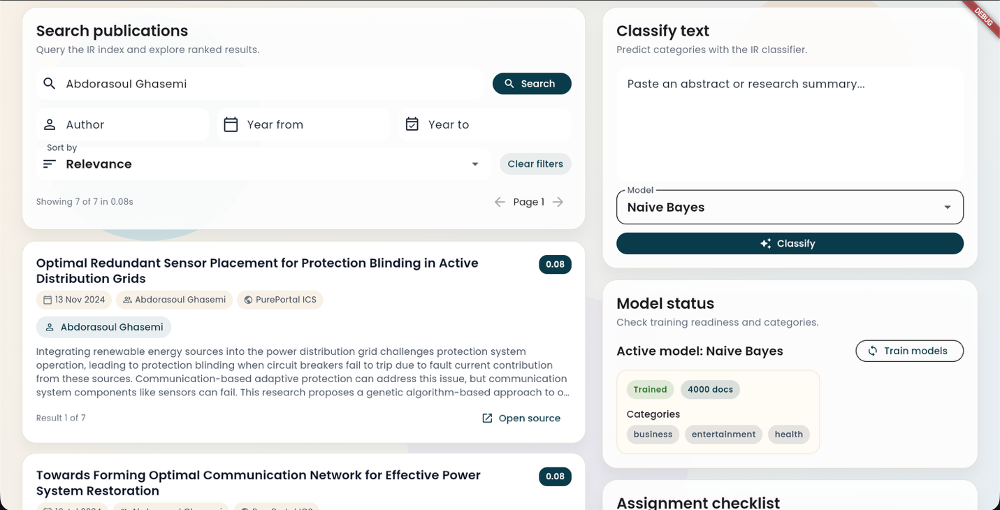 DEBUG
Search publications
Query the IR index and explore ranked results.
Abdorasoul Ghasemi
Search
Author
Year from
Year to
Sort by
Relevance
Clear filters
Showing 7 of 7 in 0.08s
Page 1
Optimal Redundant Sensor Placement for Protection Blinding in Active
Distribution Grids
0.08
13 Nov 2024
Abdorasoul Ghasemi
PurePortal ICS
Abdorasoul Ghasemi
Integrating renewable energy sources into the power distribution grid challenges protection system
operation, leading to protection blinding when circuit breakers fail to trip due to fault current contribution
from these sources. Communication-based adaptive protection can address this issue, but communication
system components like sensors can fail. This research proposes a genetic algorithm-based approach to o...
Result 1 of 7
Open source
Towards Forming Optimal Communication Network for Effective Power
System Restoration
0.08
Classify text
Predict categories with the IR classifier.
Paste an abstract or research summary...
Model
Naive Bayes
Classify
Model status
Check training readiness and categories.
Active model: Naive Bayes
Train models
Trained
4000 docs
Categories
business
entertainment
health
Assignment checklist